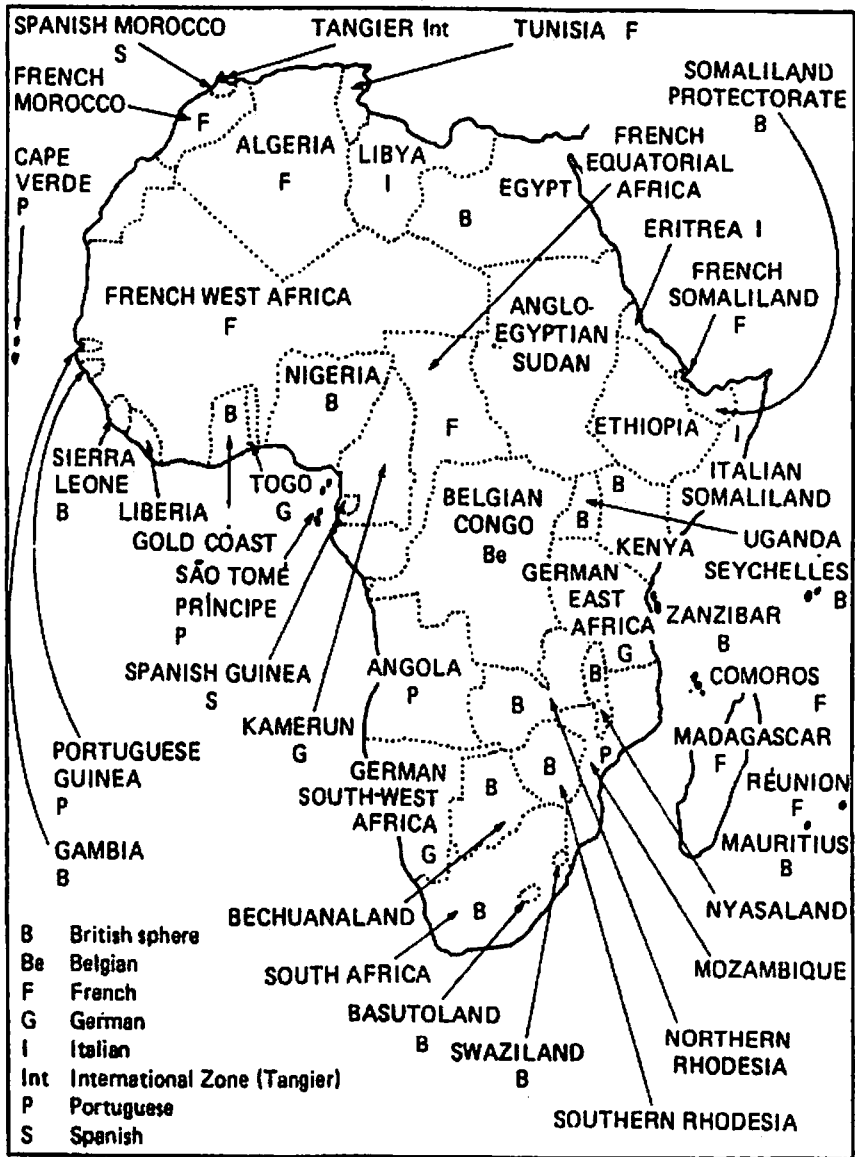 SPANISH MOROCCO
S
TANGIER Int
TUNISIA F
SOMALILAND
PROTECTORATE
B
FRENCH
MOROCCO
F
CAPE
VERDE
P
ALGERIA
F
LIBYA
I
B
EGYPT
FRENCH
EQUATORIAL
AFRICA
ERITREA I
FRENCH
SOMALILAND
F
FRENCH WEST AFRICA
F
ANGLO-
EGYPTIAN
SUDAN
NIGERIA
B
B
F
ETHIOPIA
I
SIERRA
LEONE
B
LIBERIA
TOGO
G
GOLD COAST
SÃO TOMÉ
PRÍNCIPE
P
BELGIAN
CONGO
Be
B
B
ITALIAN
SOMALILAND
UGANDA
KENYA
SEYCHELLES
B
GERMAN
EAST
AFRICA
G
ZANZIBAR
B
SPANISH GUINEA
S
ANGOLA
P
B
B
COMOROS
F
KAMERUN
G
PORTUGUESE
GUINEA
P
GERMAN
SOUTH-WEST
AFRICA
G
B
B
P
MADAGASCAR
F
RÉUNION
F
MAURITIUS
B
GAMBIA
B
BECHUANALAND
B
NYASALAND
SOUTH AFRICA
MOZAMBIQUE
BASUTOLAND
B
SWAZILAND
B
NORTHERN
RHODESIA
SOUTHERN RHODESIA
B British sphere
Be Belgian
F French
G German
I Italian
Int International Zone (Tangier)
P Portuguese
S Spanish